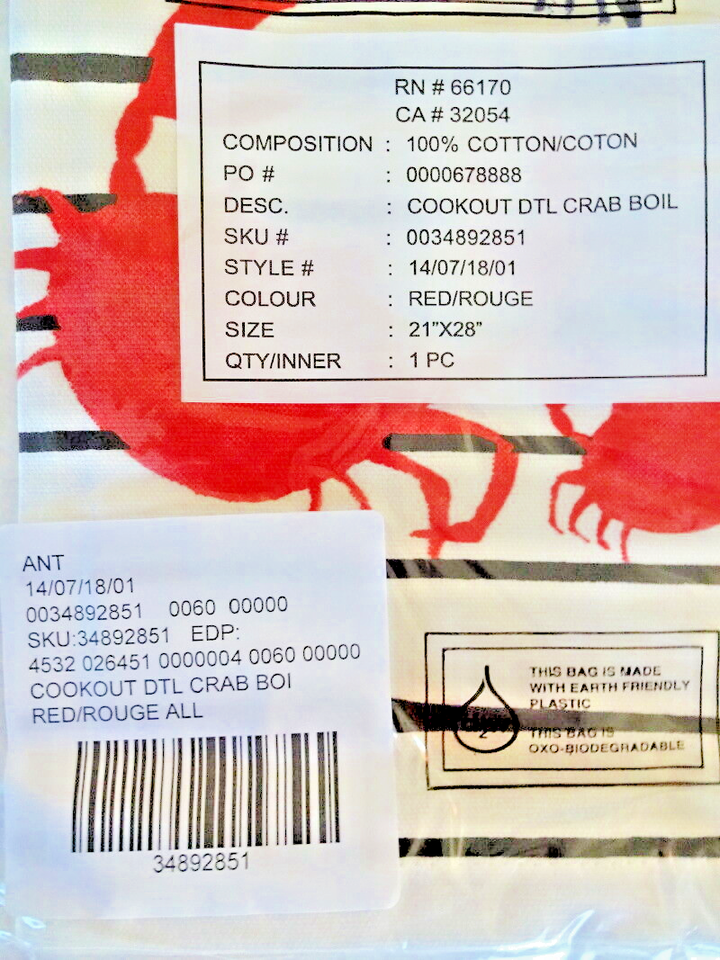 RN # 66170
CA # 32054
COMPOSITION : 100% COTTON/COTON
PO # : 0000678888
DESC. : COOKOUT DTL CRAB BOIL
SKU # : 0034892851
STYLE # : 14/07/18/01
COLOUR : RED/ROUGE
SIZE : 21"X28"
QTY/INNER : 1 PC
ANT
14/07/18/01
0034892851 0060 00000
SKU:34892851 EDP:
4532 026451 0000004 0060 00000
COOKOUT DTL CRAB BOI
RED/ROUGE ALL
34892851
THIS BAG IS MADE
WITH EARTH FRIENDLY
PLASTIC
THIS BAG IS
OXO-BIODEGRADABLE